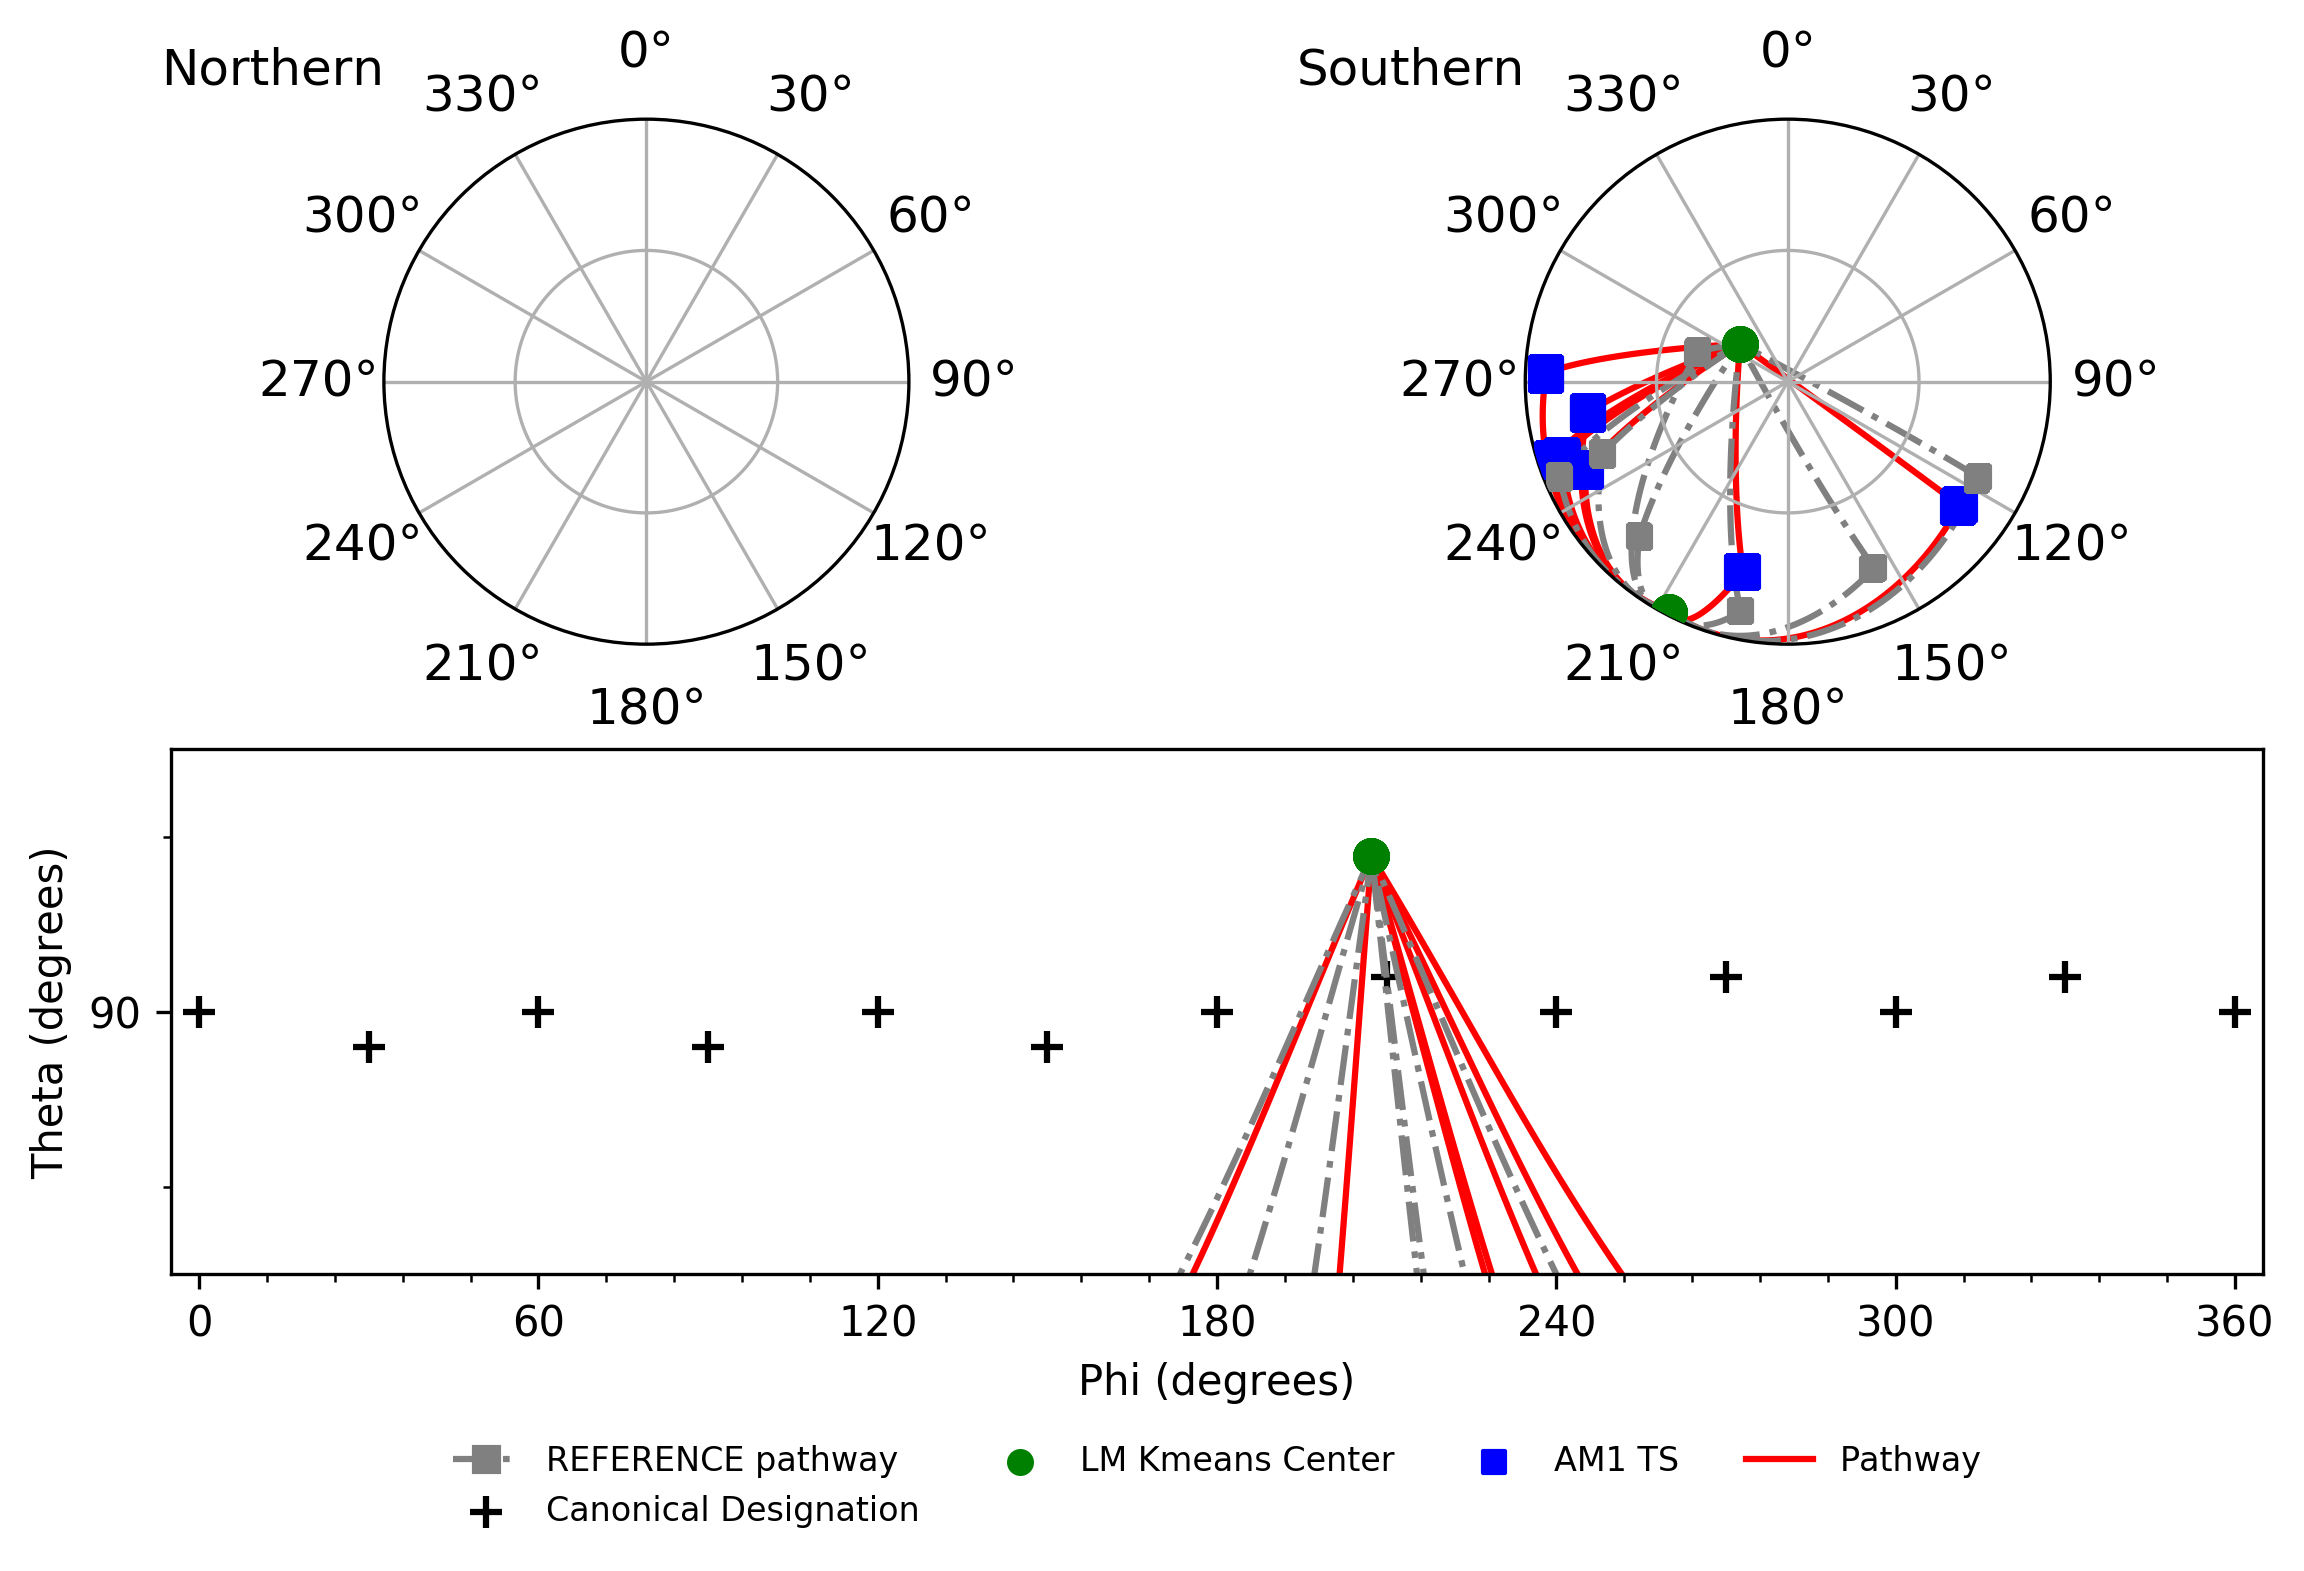 Northern
0°
330°
30°
300°
60°
270°
90°
240°
120°
210°
150°
180°
Southern
0°
330°
30°
300°
60°
270°
90°
240°
120°
210°
150°
180°
Theta (degrees)
90
0 60 120 180 240 300 360
Phi (degrees)
REFERENCE pathway
Canonical Designation
LM Kmeans Center
AM1 TS
Pathway